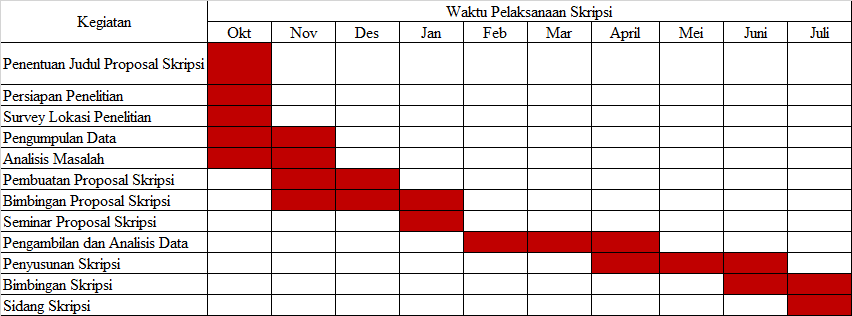 Kegiatan
Waktu Pelaksanaan Skripsi
Okt Nov Des Jan Feb Mar April Mei Juni Juli
Penentuan Judul Proposal Skripsi
Persiapan Penelitian
Survey Lokasi Penelitian
Pengumpulan Data
Analisis Masalah
Pembuatan Proposal Skripsi
Bimbingan Proposal Skripsi
Seminar Proposal Skripsi
Pengambilan dan Analisis Data
Penyusunan Skripsi
Bimbingan Skripsi
Sidang Skripsi